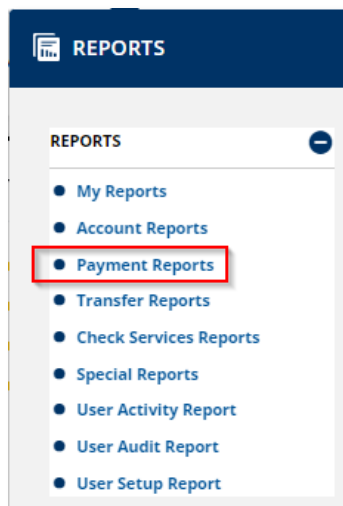 REPORTS
REPORTS
My Reports
Account Reports
Payment Reports
Transfer Reports
Check Services Reports
Special Reports
User Activity Report
User Audit Report
User Setup Report